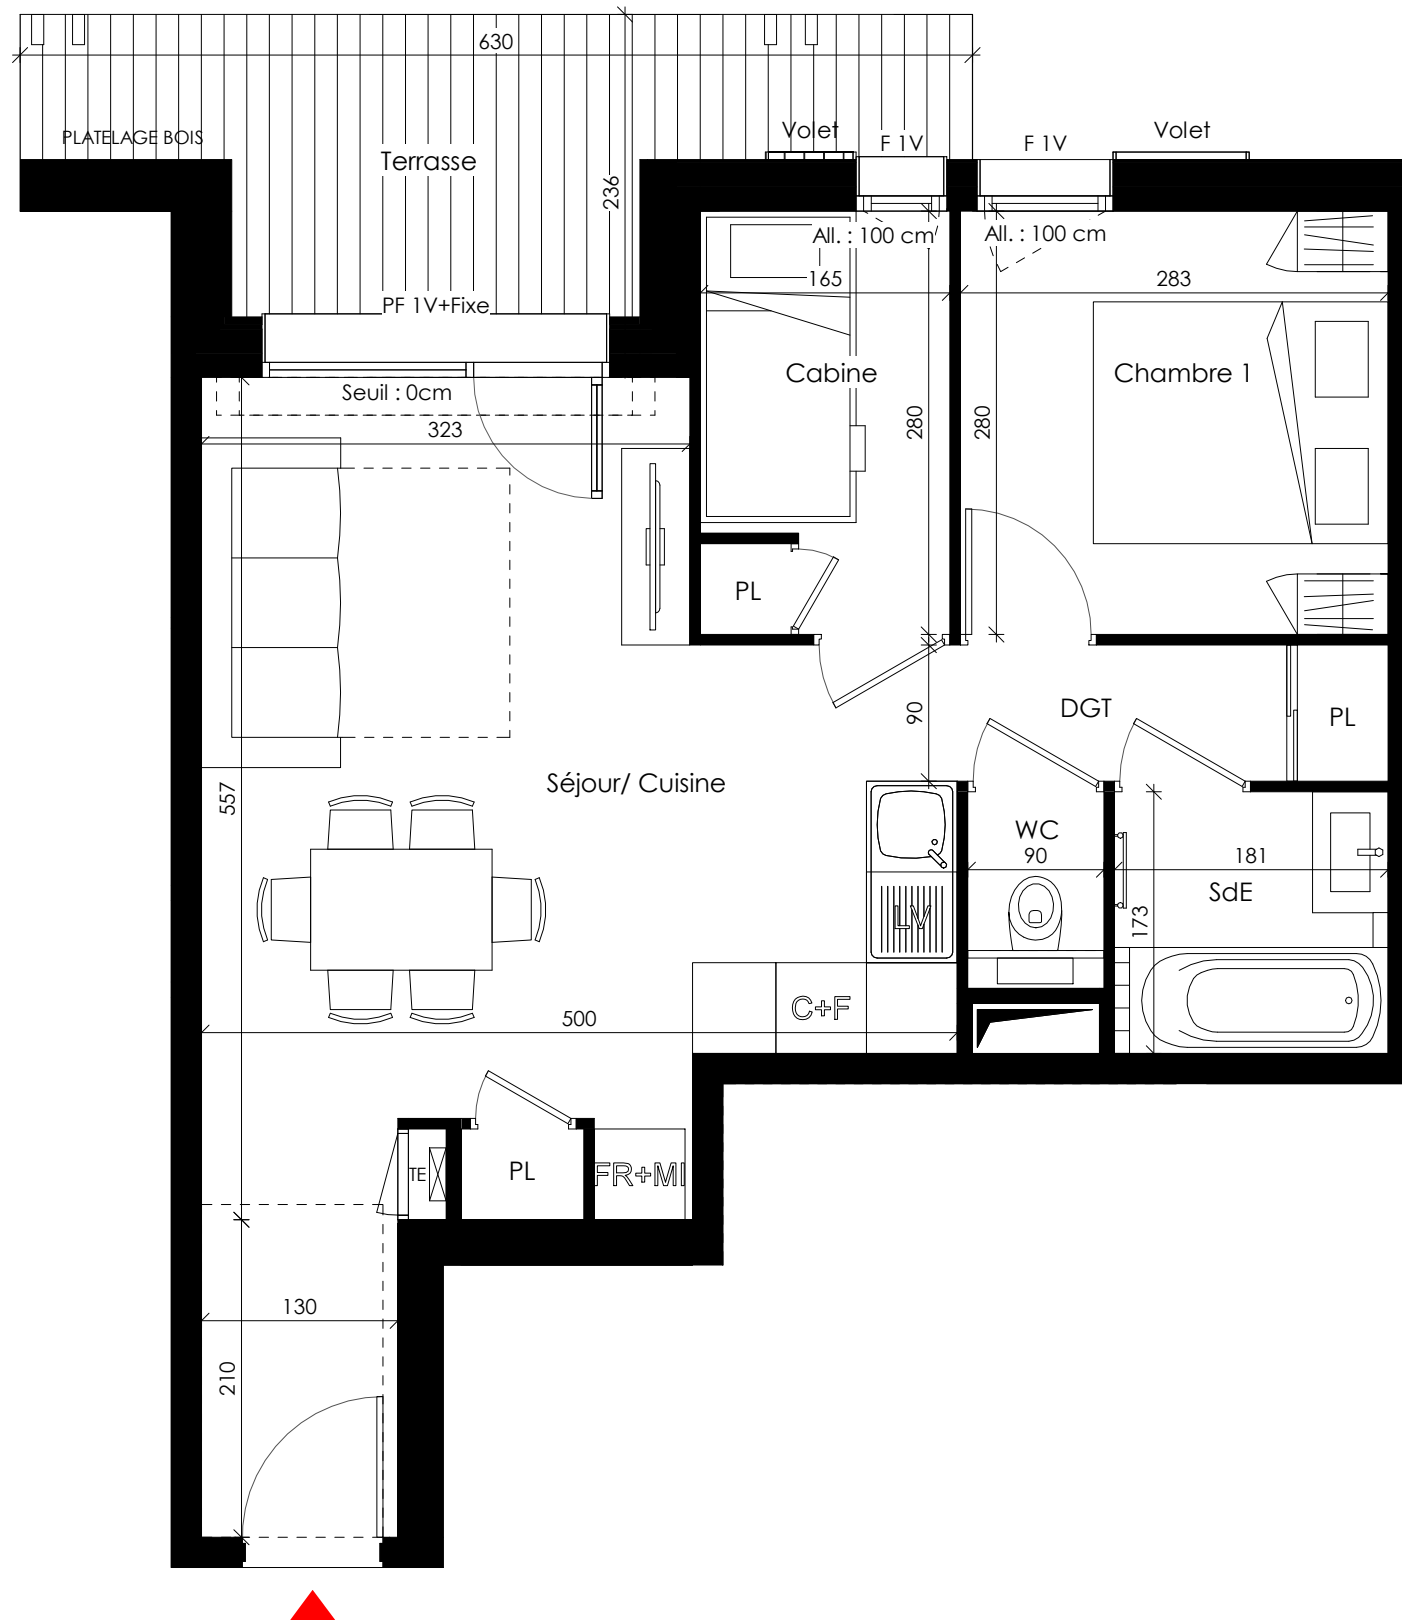 630
PLATELAGE BOIS
Volet
F 1V
F 1V
Volet
Terrasse
236
All. : 100 cm
All. : 100 cm
165
283
PF 1V+Fixe
Cabine
Chambre 1
Seuil : 0cm
323
280
280
PL
90
DGT
PL
557
Séjour/ Cuisine
WC
90
181
SdE
LV
173
C+F
500
TE
PL
FR+MI
130
210